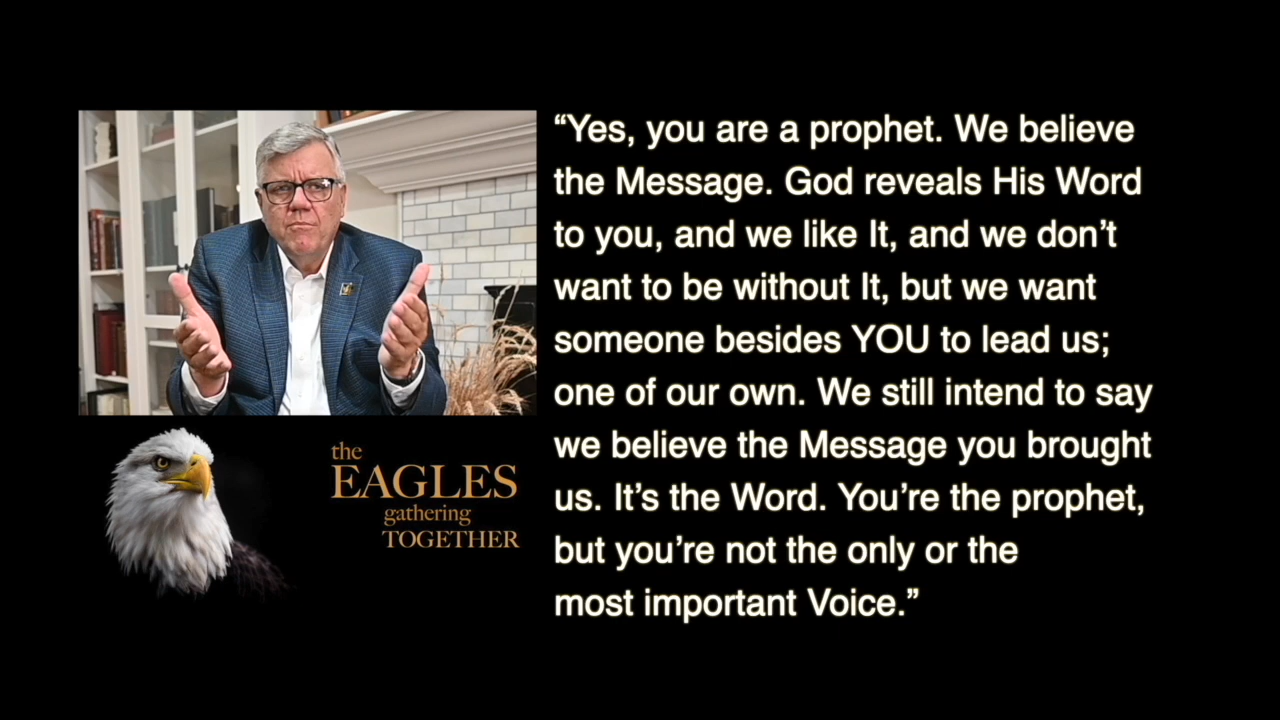 the
EAGLES
gathering
TOGETHER
“Yes, you are a prophet. We believe
the Message. God reveals His Word
to you, and we like It, and we don’t
want to be without It, but we want
someone besides YOU to lead us;
one of our own. We still intend to say
we believe the Message you brought
us. It’s the Word. You’re the prophet,
but you’re not the only or the
most important Voice.”